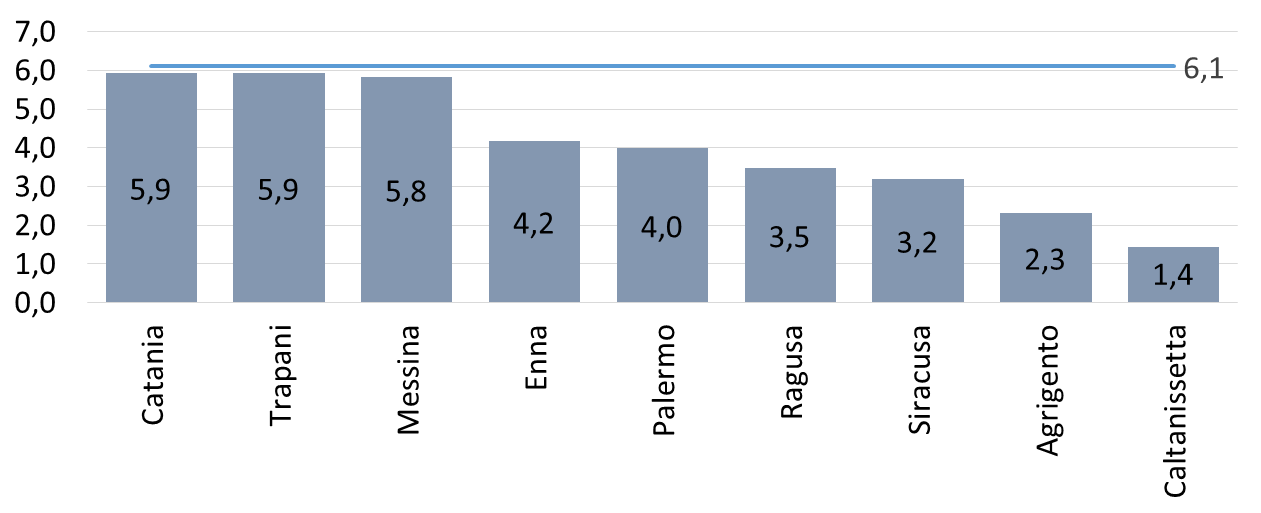 7,0
6,0
5,0
4,0
3,0
2,0
1,0
0,0
6,1
5,9
5,9
5,8
4,2
4,0
3,5
3,2
2,3
1,4
Catania
Trapani
Messina
Enna
Palermo
Ragusa
Siracusa
Agrigento
Caltanissetta